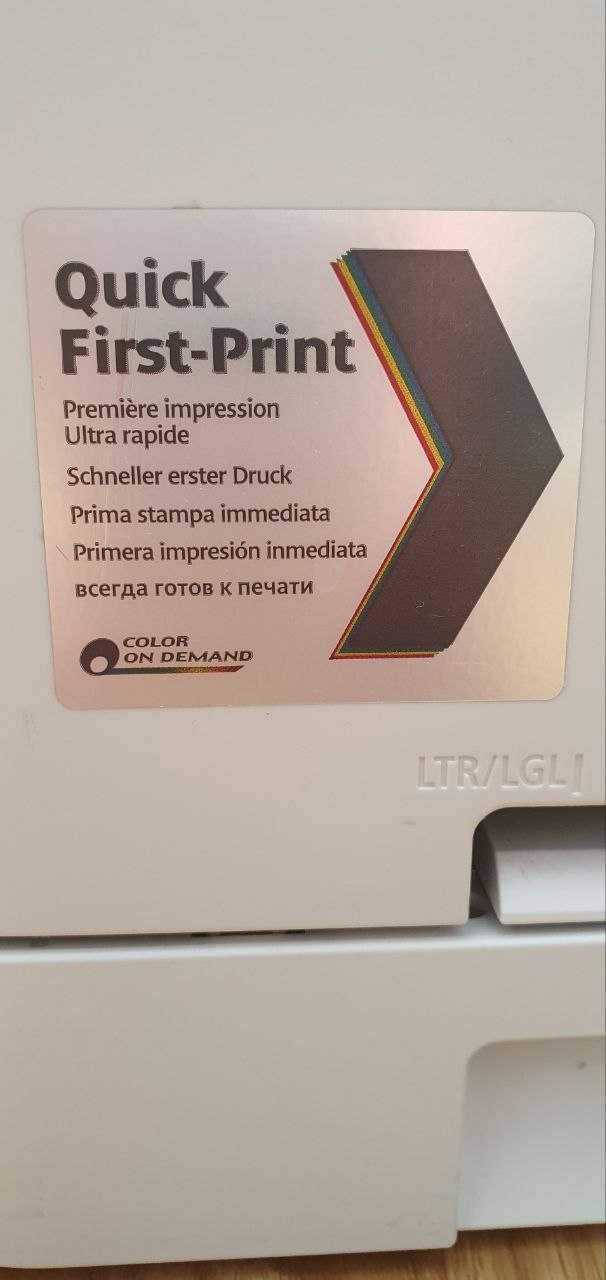 Quick
First-Print
Première impression
Ultra rapide
Schneller erster Druck
Prima stampa immediata
Primera impresión inmediata
всегда готов к печати
COLOR
ON DEMAND
LTR/LGL